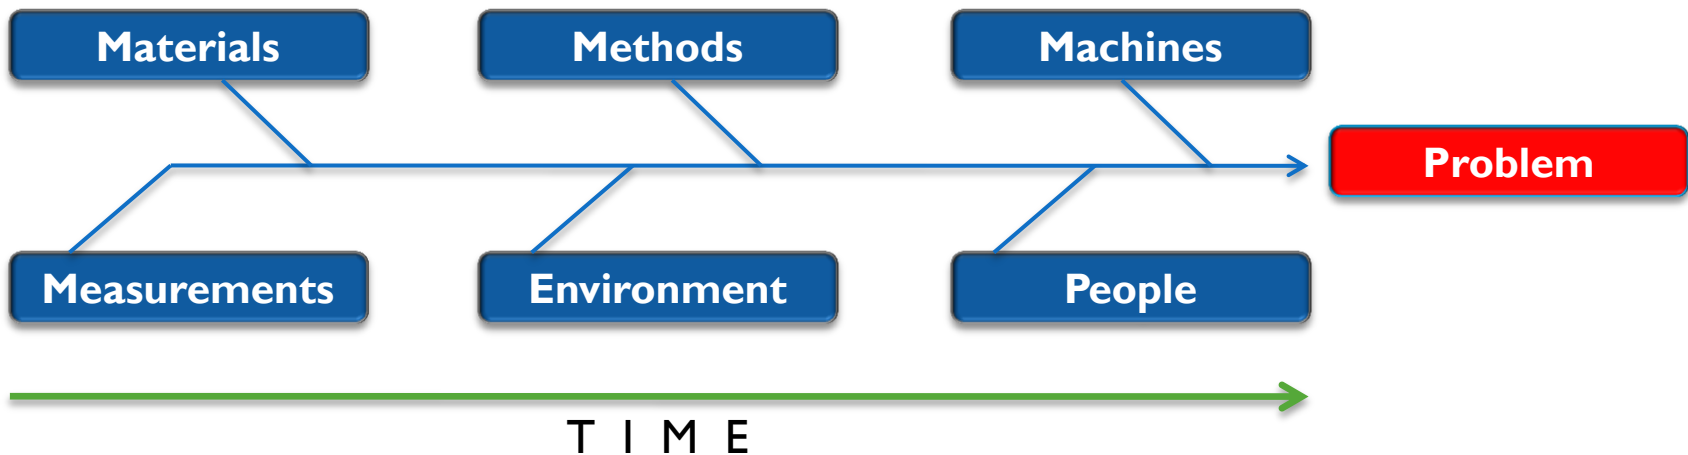 Materials
Methods
Machines
Problem
Measurements
Environment
People
T I M E